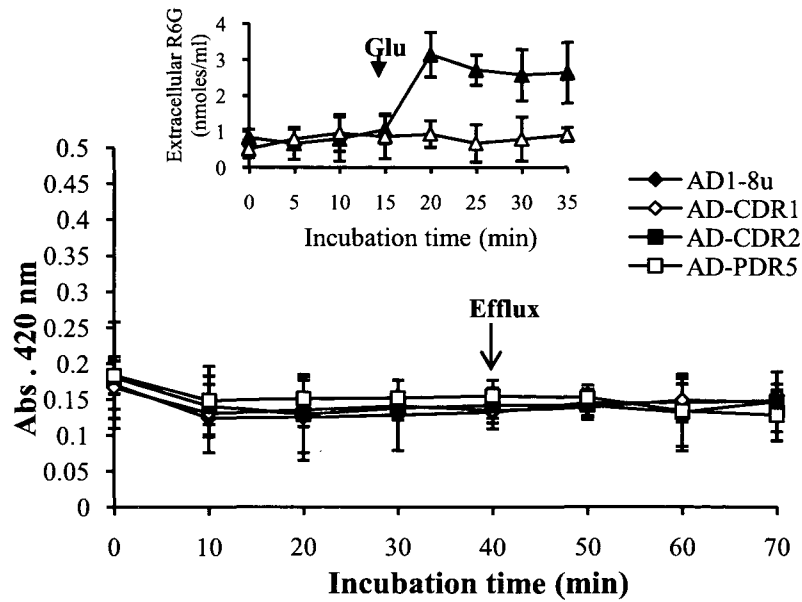 Extracellular R6G
(nmoles/ml)
4
3
2
1
0
Glu
0 5 10 15 20 25 30 35
Incubation time (min)
AD1-8u
AD-CDR1
AD-CDR2
AD-PDR5
Efflux
Abs . 420 nm
0.5
0.45
0.4
0.35
0.3
0.25
0.2
0.15
0.1
0.05
0
0 10 20 30 40 50 60 70
Incubation time (min)